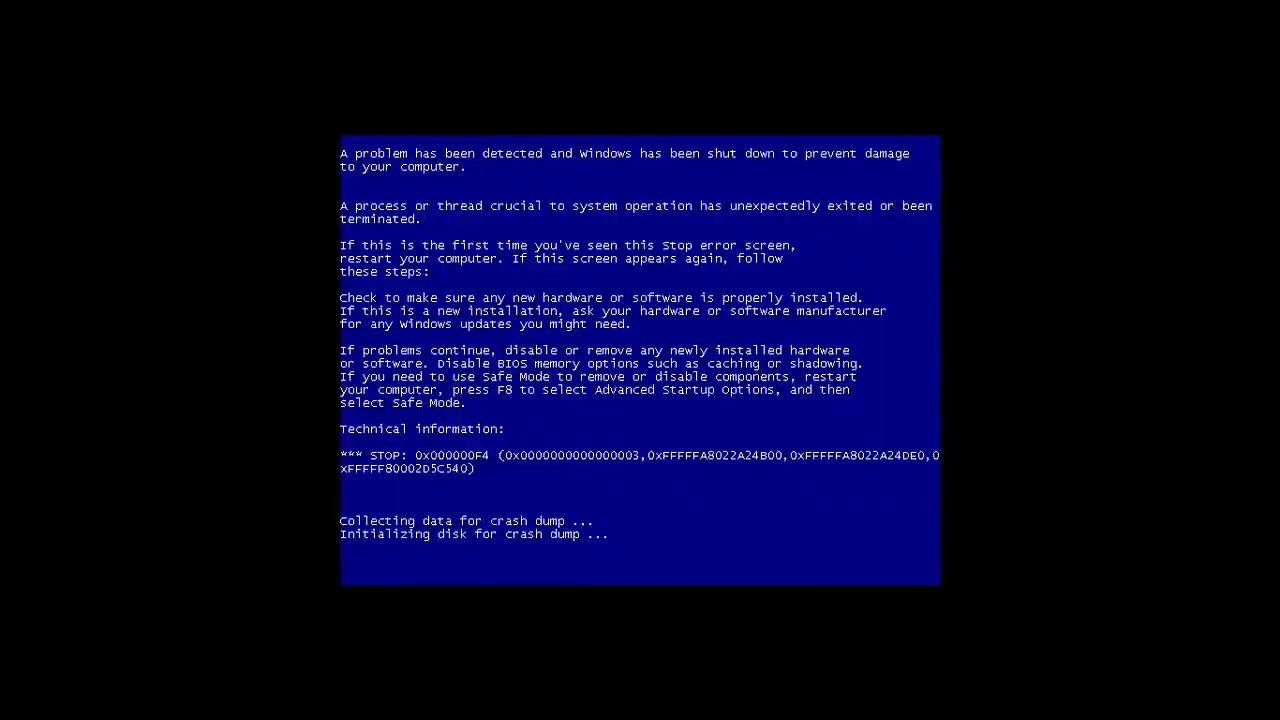 A problem has been detected and Windows has been shut down to prevent damage
to your computer.
A process or thread crucial to system operation has unexpectedly exited or been
terminated.
If this is the first time you've seen this Stop error screen,
restart your computer. If this screen appears again, follow
these steps:
Check to make sure any new hardware or software is properly installed.
If this is a new installation, ask your hardware or software manufacturer
for any Windows updates you might need.
If problems continue, disable or remove any newly installed hardware
or software. Disable BIOS memory options such as caching or shadowing.
If you need to use Safe Mode to remove or disable components, restart
your computer, press F8 to select Advanced Startup Options, and then
select Safe Mode.
Technical information:
*** STOP: 0x000000F4 (0x0000000000000003,0xFFFFFA8022A24B00,0xFFFFFA8022A24DE0,0
xFFFFF80002D5C540)
Collecting data for crash dump ...
Initializing disk for crash dump ...